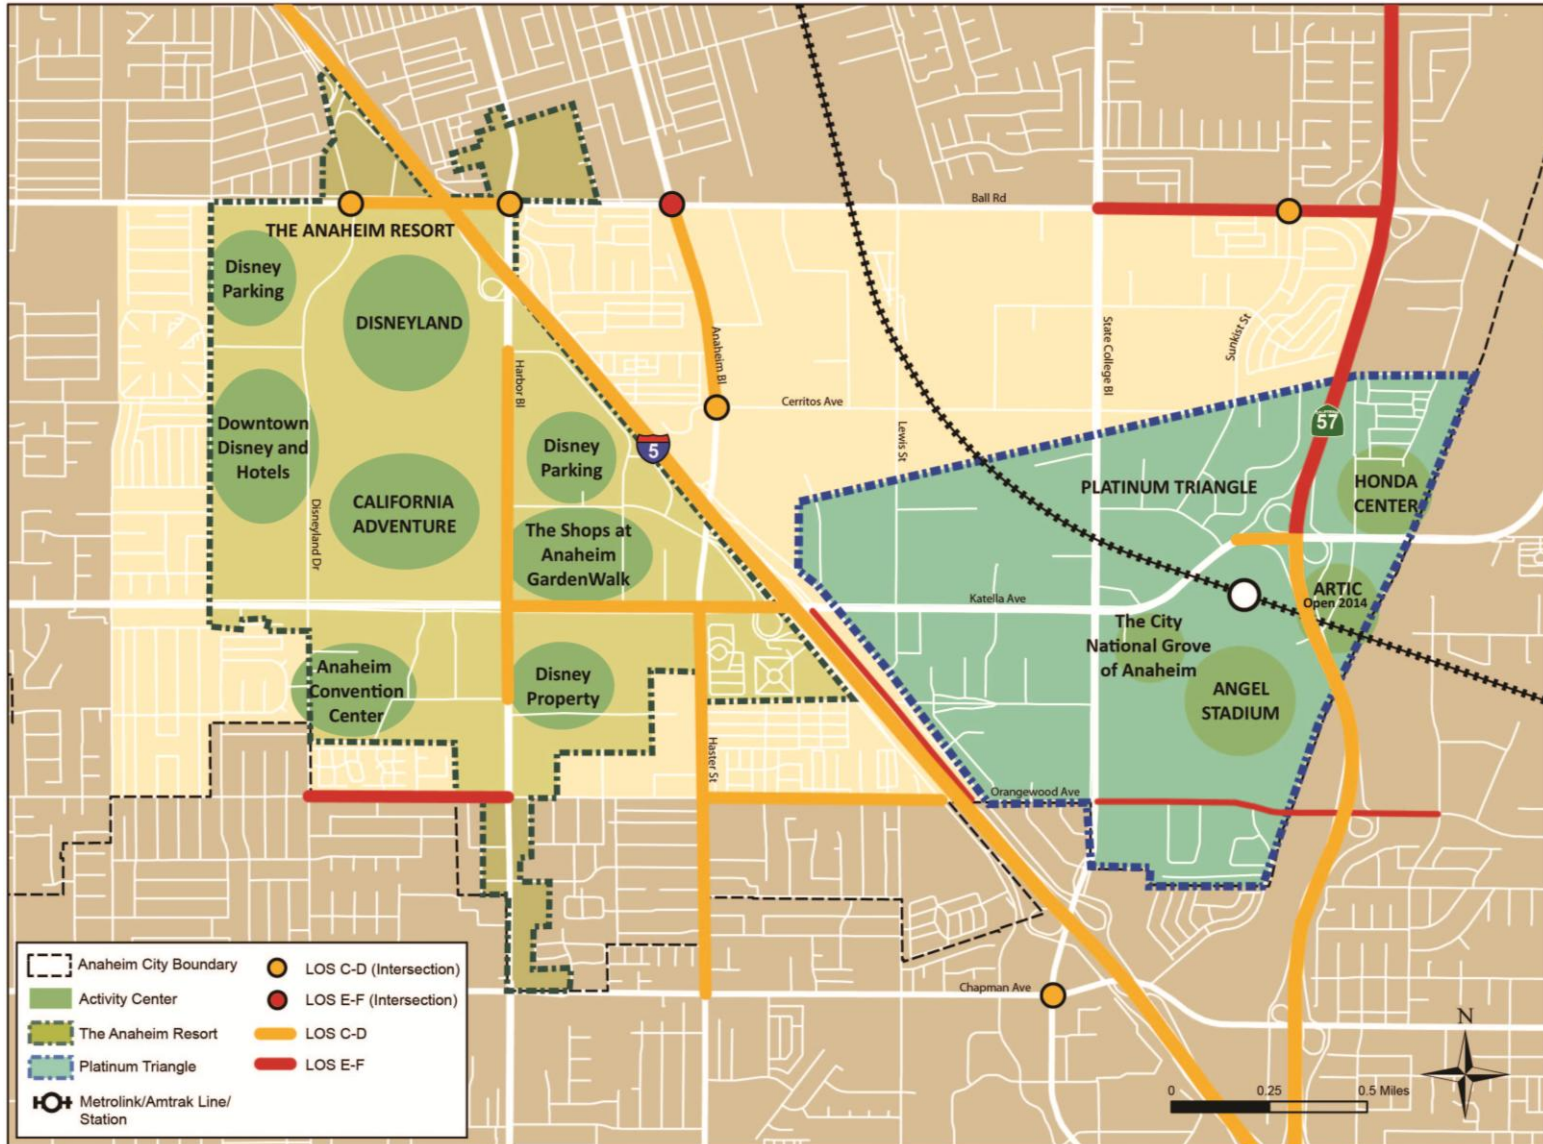 Ball Rd
THE ANAHEIM RESORT
Disney
Parking
DISNEYLAND
Anaheim Bl
State College Bl
Sunkist St
Harbor Bl
Cerritos Ave
Downtown
Disney and
Hotels
Lewis St
CALIFORNIA
57
5
Disney
Parking
CALIFORNIA
ADVENTURE
PLATINUM TRIANGLE
HONDA
CENTER
Disneyland Dr
The Shops at
Anaheim
GardenWalk
ARTIC
Open 2014
Katella Ave
The City
National Grove
of Anaheim
Anaheim
Convention
Center
Disney
Property
ANGEL
STADIUM
Haster St
Orangewood Ave
Chapman Ave
Anaheim City Boundary
Activity Center
The Anaheim Resort
Platinum Triangle
Metrolink/Amtrak Line/
Station
LOS C-D (Intersection)
LOS E-F (Intersection)
LOS C-D
LOS E-F
N
0 0.25 0.5 Miles